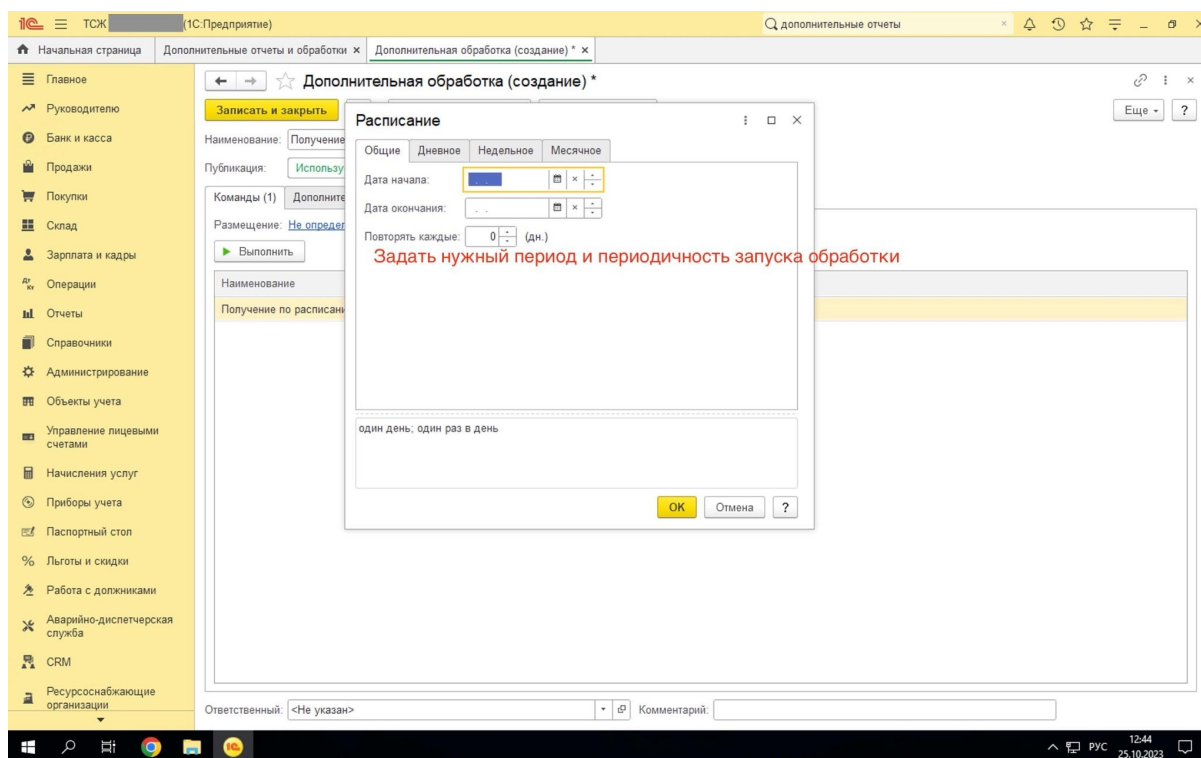 ТСЖ (1С:Предприятие) дополнительные отчеты
Начальная страница Дополнительные отчеты и обработки × Дополнительная обработка (создание) * ×
Главное
Руководителю
Банк и касса
Продажи
Покупки
Склад
Зарплата и кадры
Операции
Отчеты
Справочники
Администрирование
Объекты учета
Управление лицевыми
счетами
Начисления услуг
Приборы учета
Паспортный стол
Льготы и скидки
Работа с должниками
Аварийно-диспетчерская
служба
CRM
Ресурсоснабжающие
организации
Дополнительная обработка (создание) *
Записать и закрыть Еще ?
Наименование: Получение
Публикация: Использу
Команды (1) Дополните
Размещение: Не определ
Выполнить
Наименование
Получение по расписани
Расписание
Общие Дневное Недельное Месячное
Дата начала: . .
Дата окончания: . .
Повторять каждые: 0 (дн.)
Задать нужный период и периодичность запуска обработки
один день; один раз в день
ОК Отмена ?
Ответственный: <Не указан> Комментарий:
РУС 12:44
25.10.2023